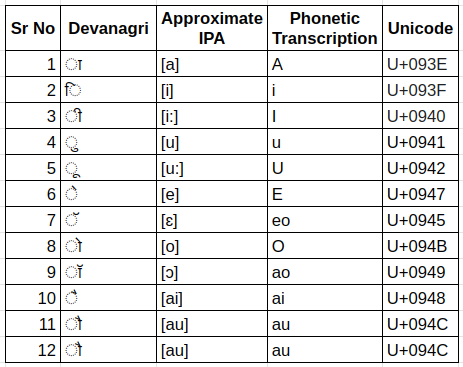 Sr No Devanagri Approximate IPA Phonetic Transcription Unicode
1 ा [a] A U+093E
2 ि [i] i U+093F
3 ी [i:] I U+0940
4 ु [u] u U+0941
5 ू [u:] U U+0942
6 े [e] E U+0947
7 ॅ [ɛ] eo U+0945
8 ो [o] O U+094B
9 ॉ [ɔ] ao U+0949
10 ै [ai] ai U+0948
11 ौ [au] au U+094C
12 ौ [au] au U+094C